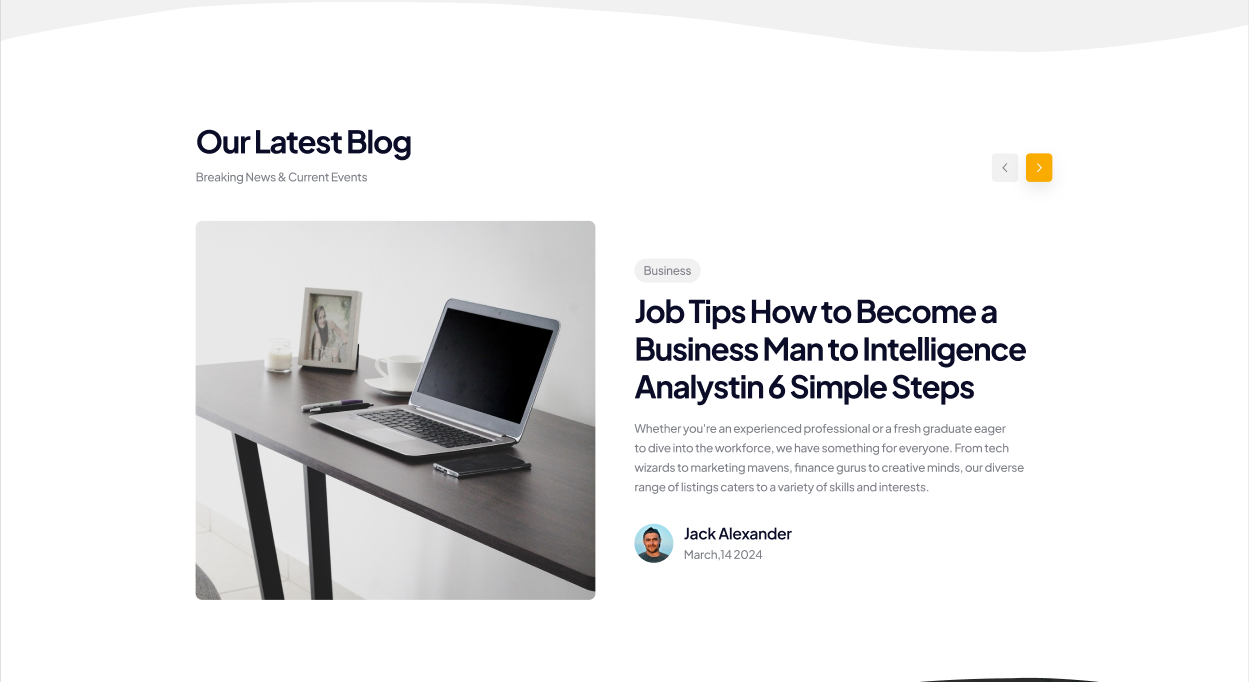 Our Latest Blog
Breaking News & Current Events
Business
Job Tips How to Become a
Business Man to Intelligence
Analystin 6 Simple Steps
Whether you're an experienced professional or a fresh graduate eager
to dive into the workforce, we have something for everyone. From tech
wizards to marketing mavens, finance gurus to creative minds, our diverse
range of listings caters to a variety of skills and interests.
Jack Alexander
March,14 2024